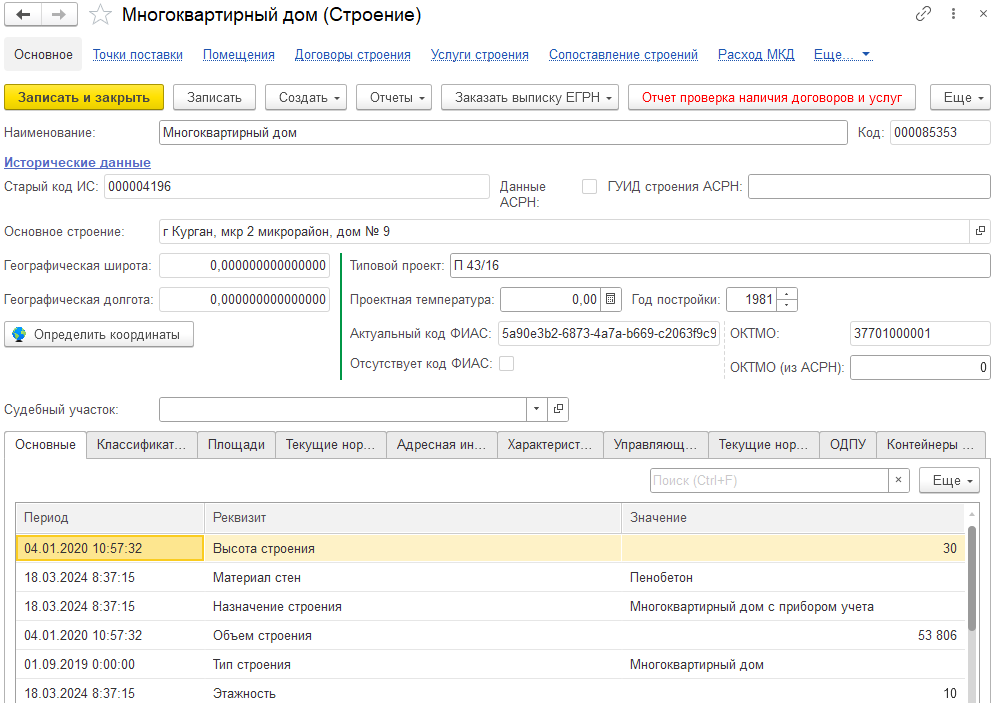 Многоквартирный дом (Строение)
Основное Точки поставки Помещения Договоры строения Услуги строения Сопоставление строений Расход МКД Еще...
Записать и закрыть Записать Создать Отчеты Заказать выписку ЕГРН Отчет проверка наличия договоров и услуг Еще
Наименование: Многоквартирный дом Код: 000085353
Исторические данные
Старый код ИС: 000004196 Данные АСРН: ГУИД строения АСРН:
Основное строение: г Курган, мкр 2 микрорайон, дом № 9
Географическая широта: 0,000000000000000 Типовой проект: П 43/16
Географическая долгота: 0,000000000000000 Проектная температура: 0,00 Год постройки: 1981
Определить координаты Актуальный код ФИАС: 5a90e3b2-6873-4a7a-b669-c2063f9c9 ОКТМО: 37701000001
Отсутствует код ФИАС: ОКТМО (из АСРН): 0
Судебный участок:
Основные Классификат... Площади Текущие нор... Адресная ин... Характерист... Управляющ... Текущие нор... ОДПУ Контейнеры ...
Поиск (Ctrl+F) × Еще
Период Реквизит Значение
04.01.2020 10:57:32 Высота строения 30
18.03.2024 8:37:15 Материал стен Пенобетон
18.03.2024 8:37:15 Назначение строения Многоквартирный дом с прибором учета
04.01.2020 10:57:32 Объем строения 53 806
01.09.2019 0:00:00 Тип строения Многоквартирный дом
18.03.2024 8:37:15 Этажность 10